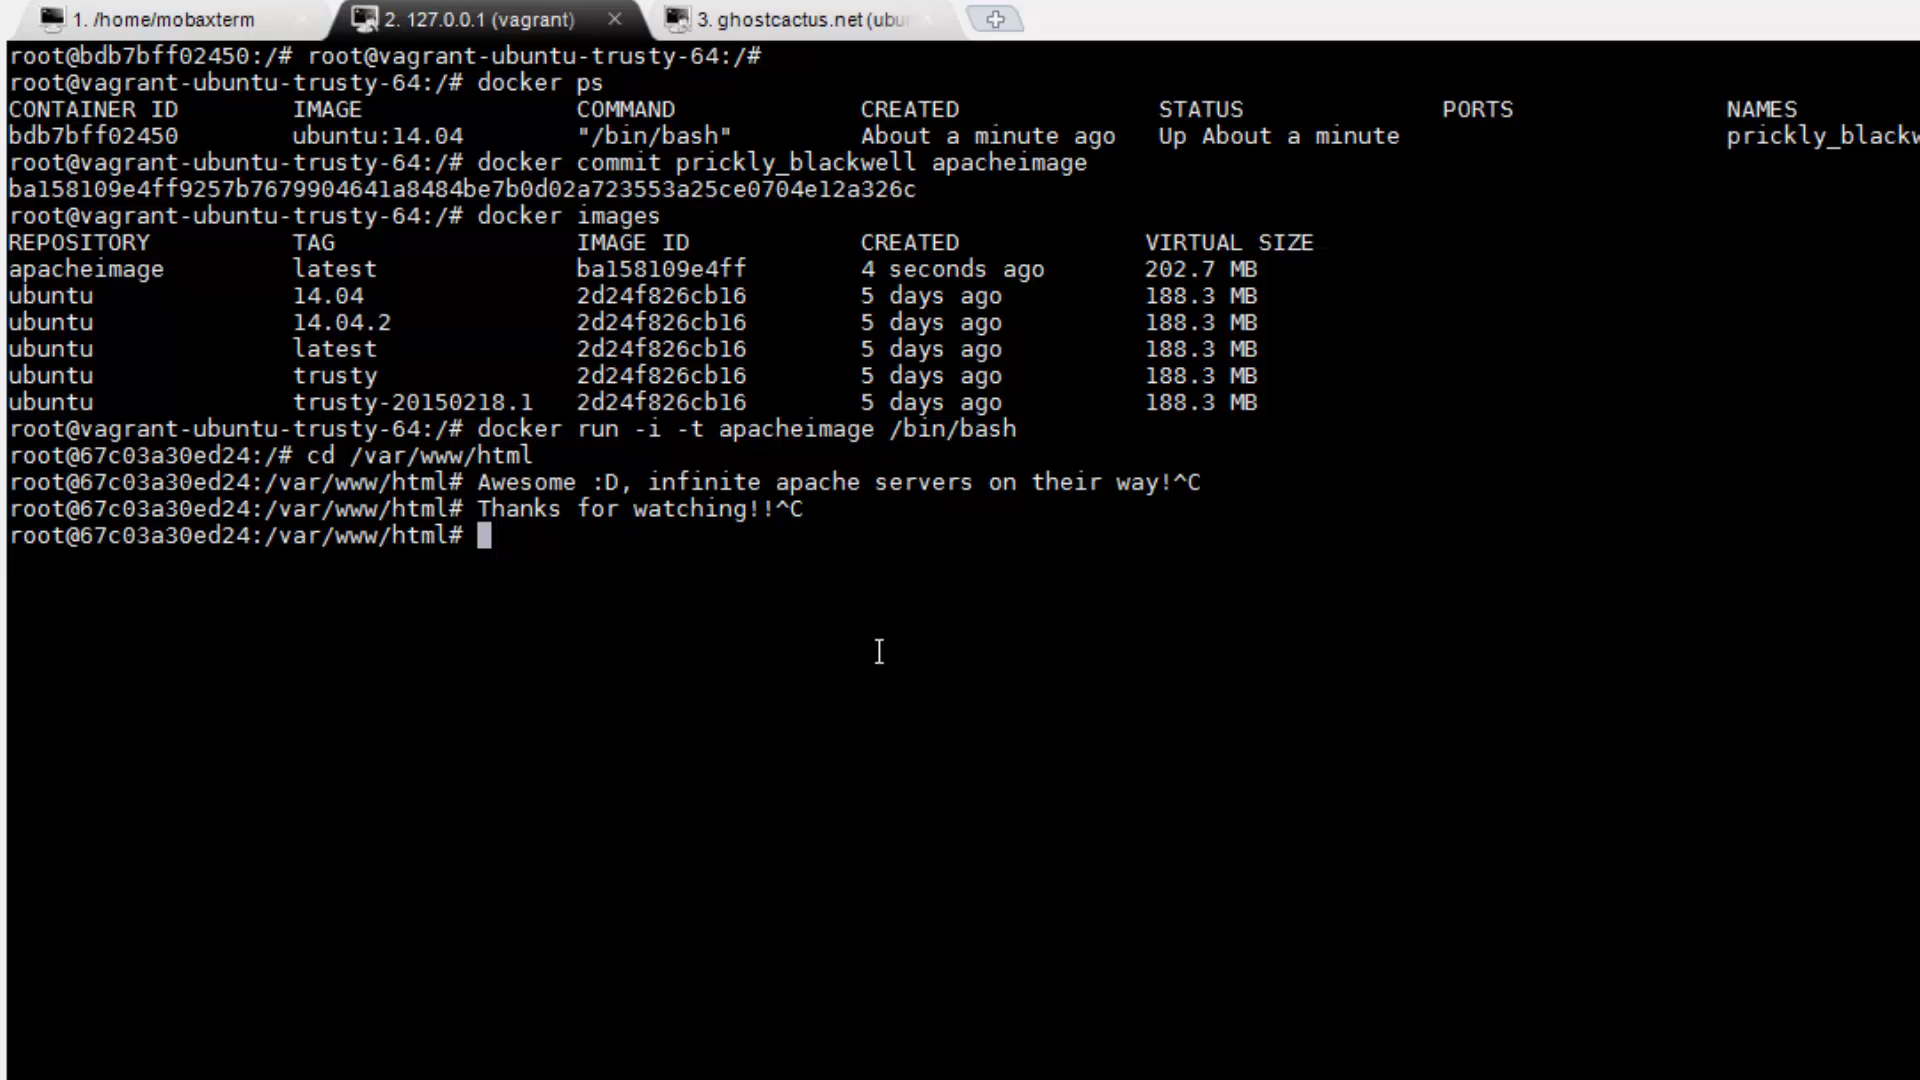 1. /home/mobaxterm
2. 127.0.0.1 (vagrant)
3. ghostcactus.net (ubu
root@bdb7bff02450:/# root@vagrant-ubuntu-trusty-64:/#
root@vagrant-ubuntu-trusty-64:/# docker ps
CONTAINER ID IMAGE COMMAND CREATED STATUS PORTS NAMES
bdb7bff02450 ubuntu:14.04 "/bin/bash" About a minute ago Up About a minute prickly_blackw
root@vagrant-ubuntu-trusty-64:/# docker commit prickly_blackwell apacheimage
ba158109e4ff9257b7679904641a8484be7b0d02a723553a25ce0704e12a326c
root@vagrant-ubuntu-trusty-64:/# docker images
REPOSITORY TAG IMAGE ID CREATED VIRTUAL SIZE
apacheimage latest ba158109e4ff 4 seconds ago 202.7 MB
ubuntu 14.04 2d24f826cb16 5 days ago 188.3 MB
ubuntu 14.04.2 2d24f826cb16 5 days ago 188.3 MB
ubuntu latest 2d24f826cb16 5 days ago 188.3 MB
ubuntu trusty 2d24f826cb16 5 days ago 188.3 MB
ubuntu trusty-20150218.1 2d24f826cb16 5 days ago 188.3 MB
root@vagrant-ubuntu-trusty-64:/# docker run -i -t apacheimage /bin/bash
root@67c03a30ed24:/# cd /var/www/html
root@67c03a30ed24:/var/www/html# Awesome :D, infinite apache servers on their way!^C
root@67c03a30ed24:/var/www/html# Thanks for watching!!^C
root@67c03a30ed24:/var/www/html#